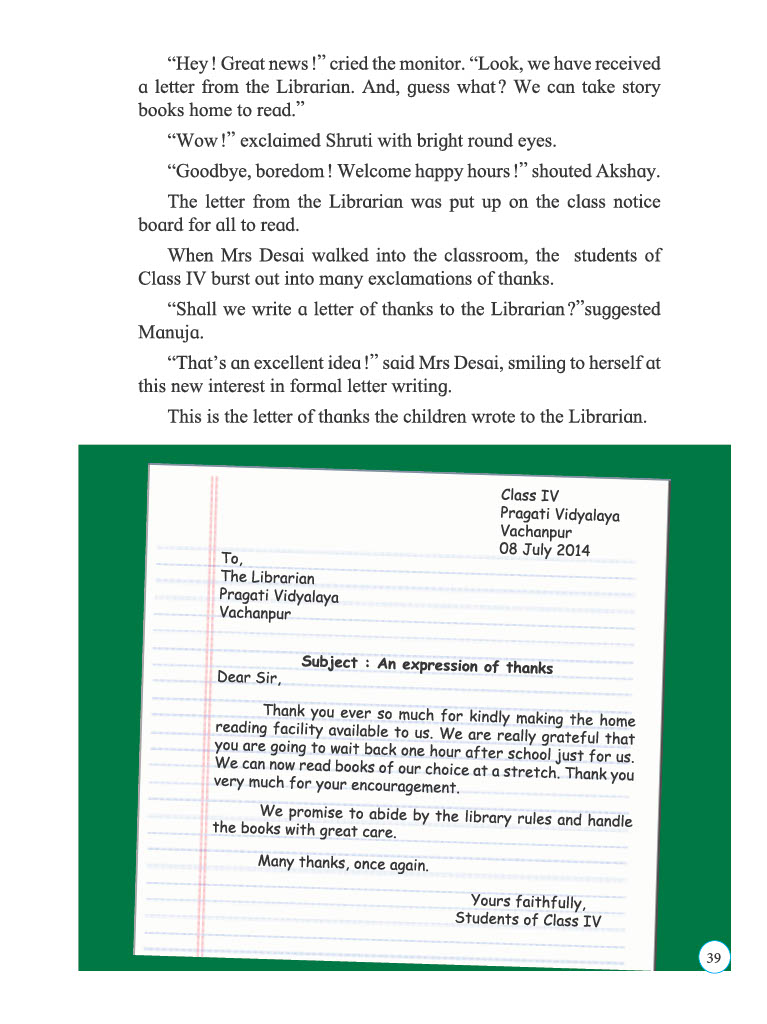 “Hey! Great news!” cried the monitor. “Look, we have received
a letter from the Librarian. And, guess what? We can take story
books home to read.”
“Wow!” exclaimed Shruti with bright round eyes.
“Goodbye, boredom! Welcome happy hours!” shouted Akshay.
The letter from the Librarian was put up on the class notice
board for all to read.
When Mrs Desai walked into the classroom, the students of
Class IV burst out into many exclamations of thanks.
“Shall we write a letter of thanks to the Librarian?”suggested
Manuja.
“That’s an excellent idea!” said Mrs Desai, smiling to herself at
this new interest in formal letter writing.
This is the letter of thanks the children wrote to the Librarian.
Class IV
Pragati Vidyalaya
Vachanpur
08 July 2014
To,
The Librarian
Pragati Vidyalaya
Vachanpur
Subject : An expression of thanks
Dear Sir,
Thank you ever so much for kindly making the home
reading facility available to us. We are really grateful that
you are going to wait back one hour after school just for us.
We can now read books of our choice at a stretch. Thank you
very much for your encouragement.
We promise to abide by the library rules and handle
the books with great care.
Many thanks, once again.
Yours faithfully,
Students of Class IV
39